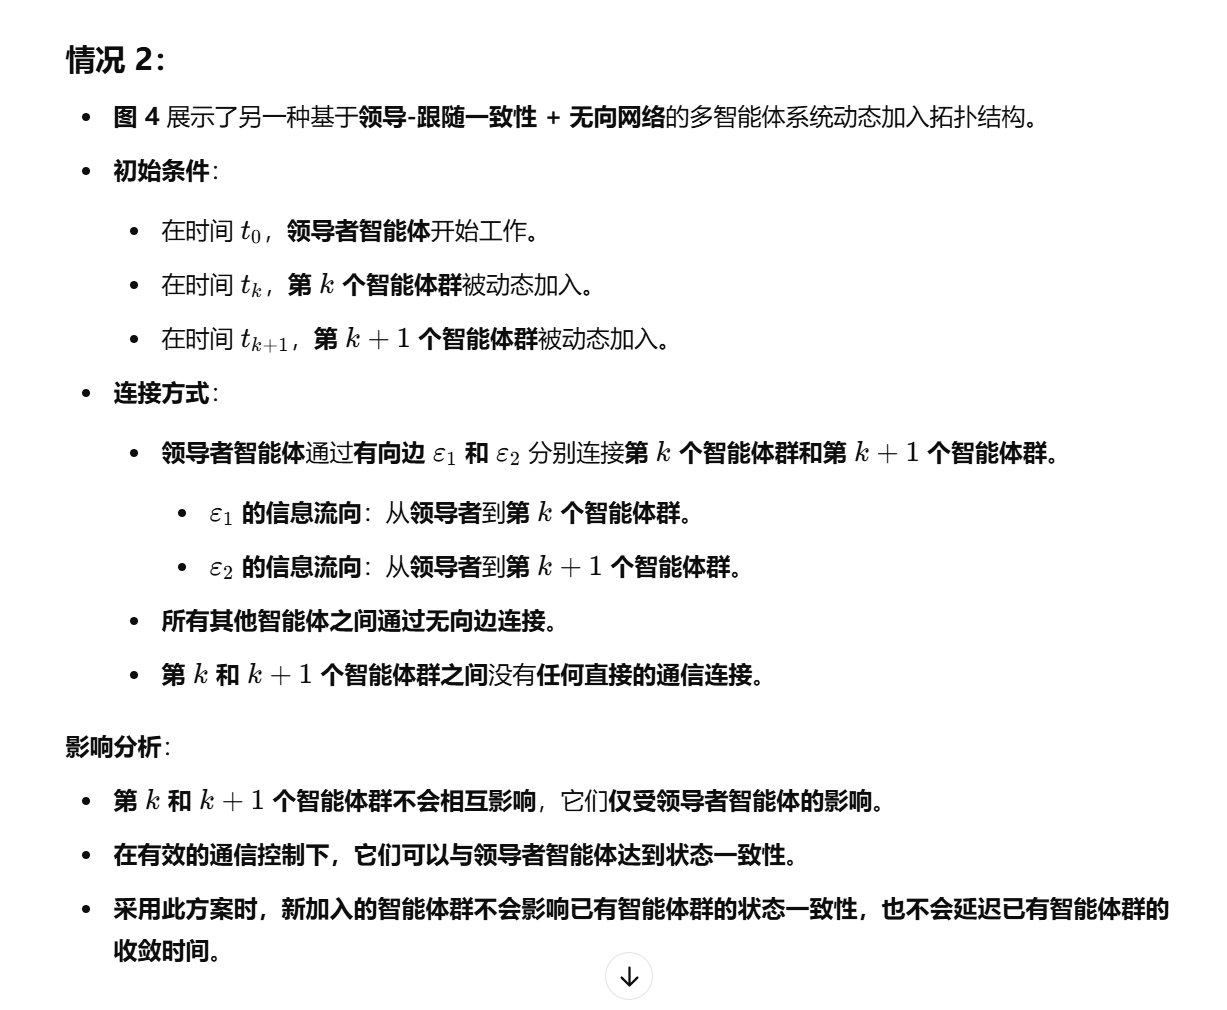 情况 2：
图 4 展示了另一种基于领导-跟随一致性 + 无向网络的多智能体系统动态加入拓扑结构。
初始条件：
在时间 t₀，领导者智能体开始工作。
在时间 tₖ，第 k 个智能体群被动态加入。
在时间 tₖ₊₁，第 k + 1 个智能体群被动态加入。
连接方式：
领导者智能体通过有向边 ε₁ 和 ε₂ 分别连接第 k 个智能体群和第 k + 1 个智能体群。
ε₁ 的信息流向：从领导者到第 k 个智能体群。
ε₂ 的信息流向：从领导者到第 k + 1 个智能体群。
所有其他智能体之间通过无向边连接。
第 k 和 k + 1 个智能体群之间没有任何直接的通信连接。
影响分析：
第 k 和 k + 1 个智能体群不会相互影响，它们仅受领导者智能体的影响。
在有效的通信控制下，它们可以与领导者智能体达到状态一致性。
采用此方案时，新加入的智能体群不会影响已有智能体群的状态一致性，也不会延迟已有智能体群的
收敛时间。